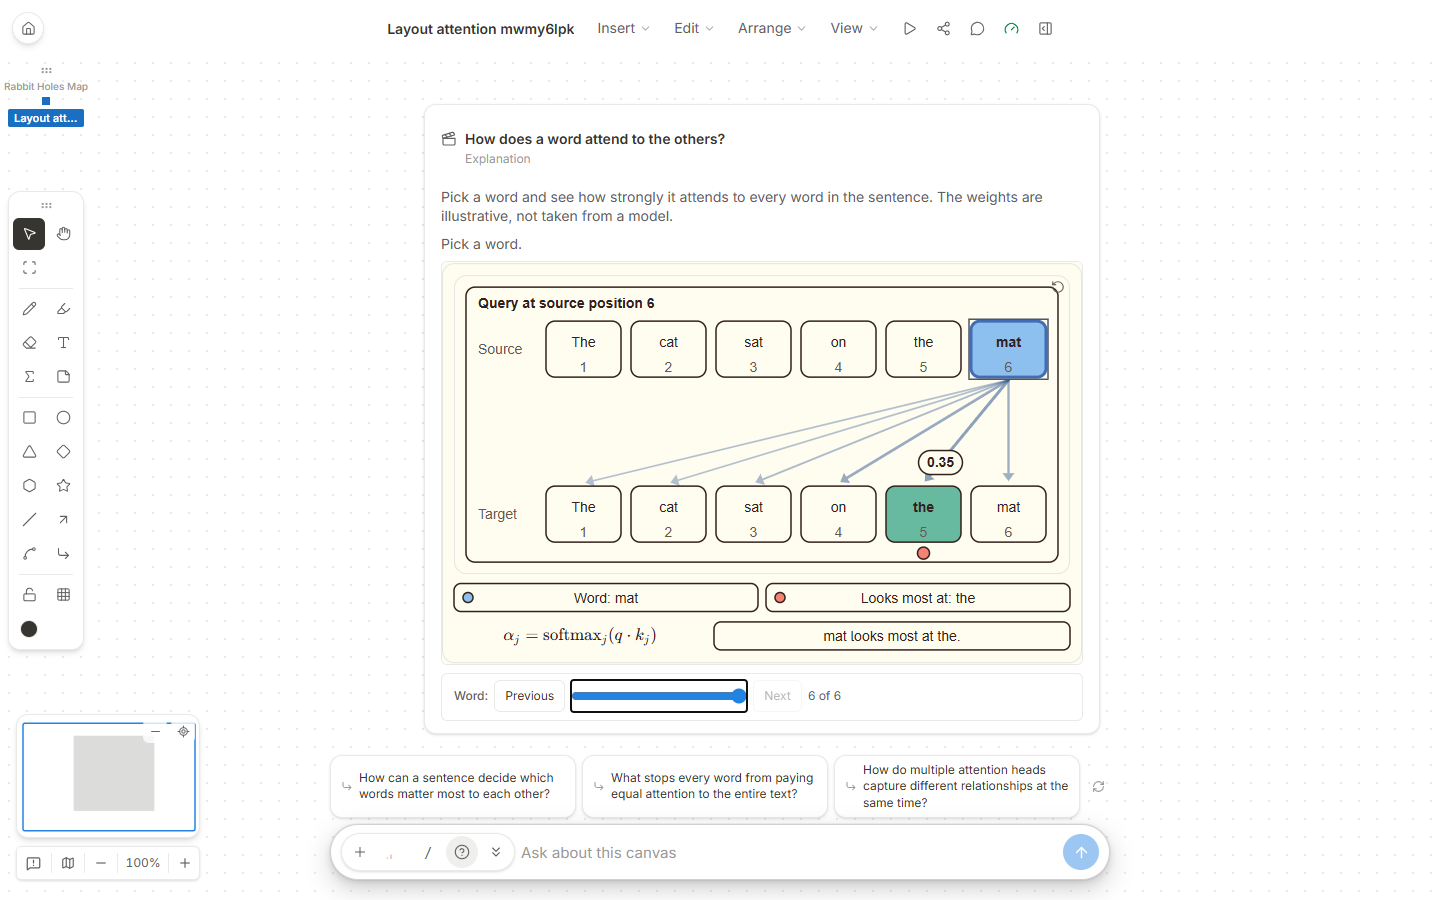 Layout attention mwmy6lpk
Insert
Edit
Arrange
View
Rabbit Holes Map
Layout att...
How does a word attend to the others?
Explanation
Pick a word and see how strongly it attends to every word in the sentence. The weights are
illustrative, not taken from a model.
Pick a word.
Query at source position 6
Source
The
1
cat
2
sat
3
on
4
the
5
mat
6
0.35
Target
The
1
cat
2
sat
3
on
4
the
5
mat
6
Word: mat
Looks most at: the
α_j = softmax_j(q · k_j)
mat looks most at the.
Word:
Previous
Next
6 of 6
How can a sentence decide which
words matter most to each other?
What stops every word from paying
equal attention to the entire text?
How do multiple attention heads
capture different relationships at the
same time?
100%
/
Ask about this canvas